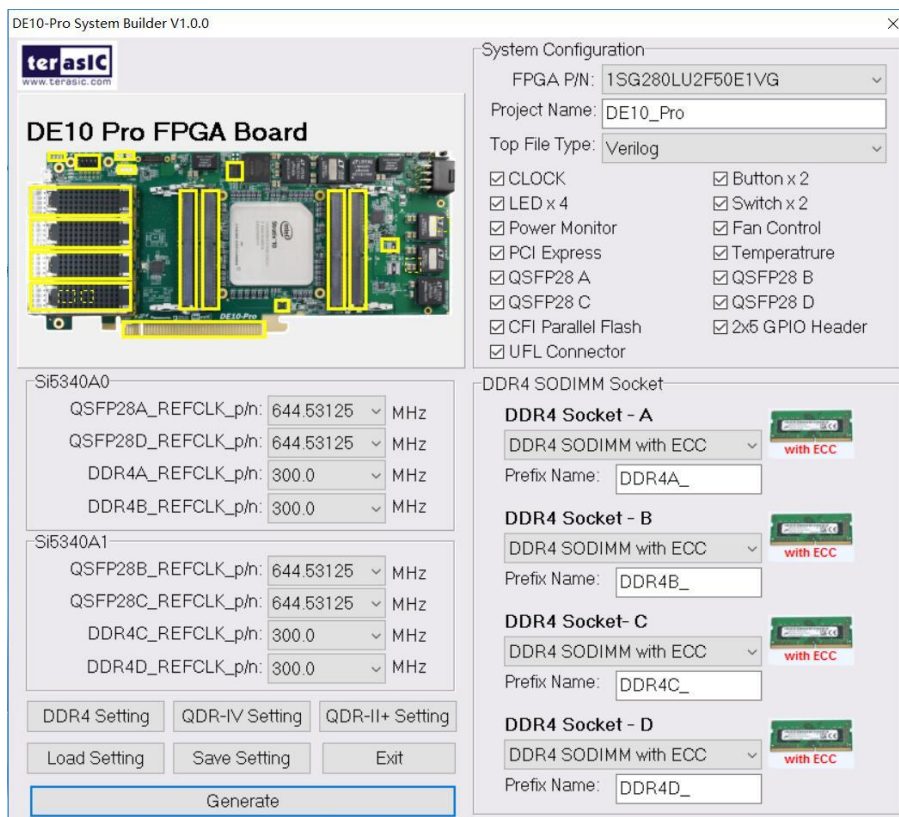 DE10-Pro System Builder V1.0.0
terasIC
www.terasic.com
DE10 Pro FPGA Board
DE10-Pro
System Configuration
FPGA P/N: 1SG280LU2F50E1VG
Project Name: DE10_Pro
Top File Type: Verilog
CLOCK Button x 2
LED x 4 Switch x 2
Power Monitor Fan Control
PCI Express Temperatrure
QSFP28 A QSFP28 B
QSFP28 C QSFP28 D
CFI Parallel Flash 2x5 GPIO Header
UFL Connector
Si5340A0
QSFP28A_REFCLK_p/n: 644.53125 MHz
QSFP28D_REFCLK_p/n: 644.53125 MHz
DDR4A_REFCLK_p/n: 300.0 MHz
DDR4B_REFCLK_p/n: 300.0 MHz
Si5340A1
QSFP28B_REFCLK_p/n: 644.53125 MHz
QSFP28C_REFCLK_p/n: 644.53125 MHz
DDR4C_REFCLK_p/n: 300.0 MHz
DDR4D_REFCLK_p/n: 300.0 MHz
DDR4 Setting QDR-IV Setting QDR-II+ Setting
Load Setting Save Setting Exit
Generate
DDR4 SODIMM Socket
DDR4 Socket - A
DDR4 SODIMM with ECC
with ECC
Prefix Name: DDR4A_
DDR4 Socket - B
DDR4 SODIMM with ECC
with ECC
Prefix Name: DDR4B_
DDR4 Socket- C
DDR4 SODIMM with ECC
with ECC
Prefix Name: DDR4C_
DDR4 Socket - D
DDR4 SODIMM with ECC
with ECC
Prefix Name: DDR4D_